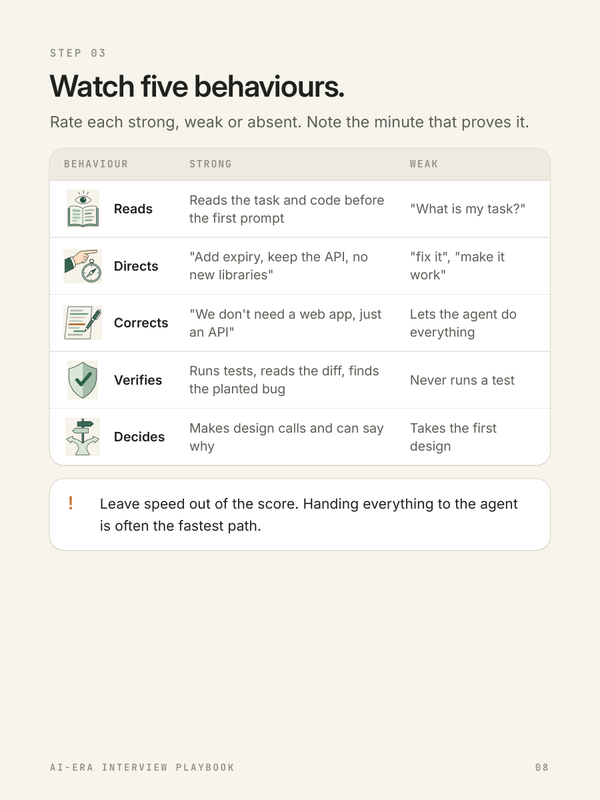 STEP 03
Watch five behaviours.
Rate each strong, weak or absent. Note the minute that proves it.
BEHAVIOUR STRONG WEAK
Reads
Reads the task and code before
the first prompt
"What is my task?"
Directs
"Add expiry, keep the API, no
new libraries"
"fix it", "make it
work"
Corrects
"We don't need a web app, just
an API"
Lets the agent do
everything
Verifies
Runs tests, reads the diff, finds
the planted bug
Never runs a test
Decides
Makes design calls and can say
why
Takes the first
design
!
Leave speed out of the score. Handing everything to the agent
is often the fastest path.
AI-ERA INTERVIEW PLAYBOOK 08